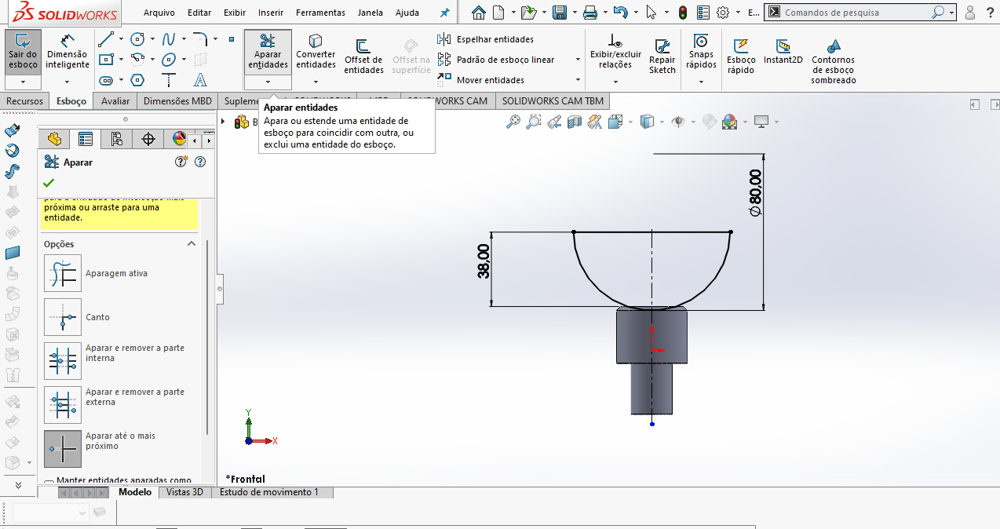 SOLIDWORKS
Arquivo Editar Exibir Inserir Ferramentas Janela Ajuda
E...
Comandos de pesquisa
?
Sair do
esboço
Dimensão
inteligente
Aparar
entidades
Converter
entidades
Offset de
entidades
Offset na
superfície
Espelhar entidades
Padrão de esboço linear
Mover entidades
Exibir/excluir
relações
Repair
Sketch
Snaps
rápidos
Esboço
rápido
Instant2D
Contornos
de esboço
sombreado
Recursos Esboço Avaliar Dimensões MBD Supleme SOLIDWORKS CAM SOLIDWORKS CAM TBM
Aparar entidades
Apara ou estende uma entidade de
esboço para coincidir com outra, ou
exclui uma entidade do esboço.
B
Aparar
para a entidade de interseção mais
próxima ou arraste para uma
entidade.
Opções
Aparagem ativa
Canto
Aparar e remover a parte
interna
Aparar e remover a parte
externa
Aparar até o mais
próximo
Manter entidades aparadas como
38,00
∅80,00
Y
X
*Frontal
Modelo Vistas 3D Estudo de movimento 1